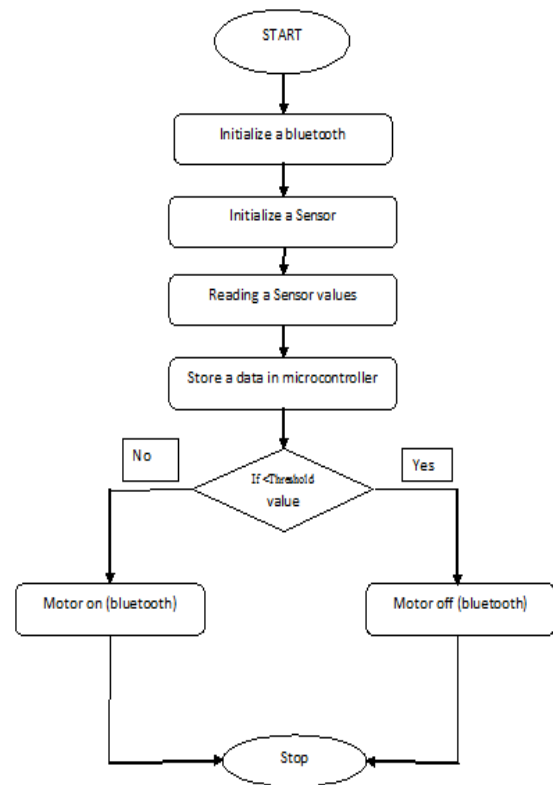 START
Initialize a bluetooth
Initialize a Sensor
Reading a Sensor values
Store a data in microcontroller
No
If <Threshold
value
Yes
Motor on (bluetooth)
Motor off (bluetooth)
Stop